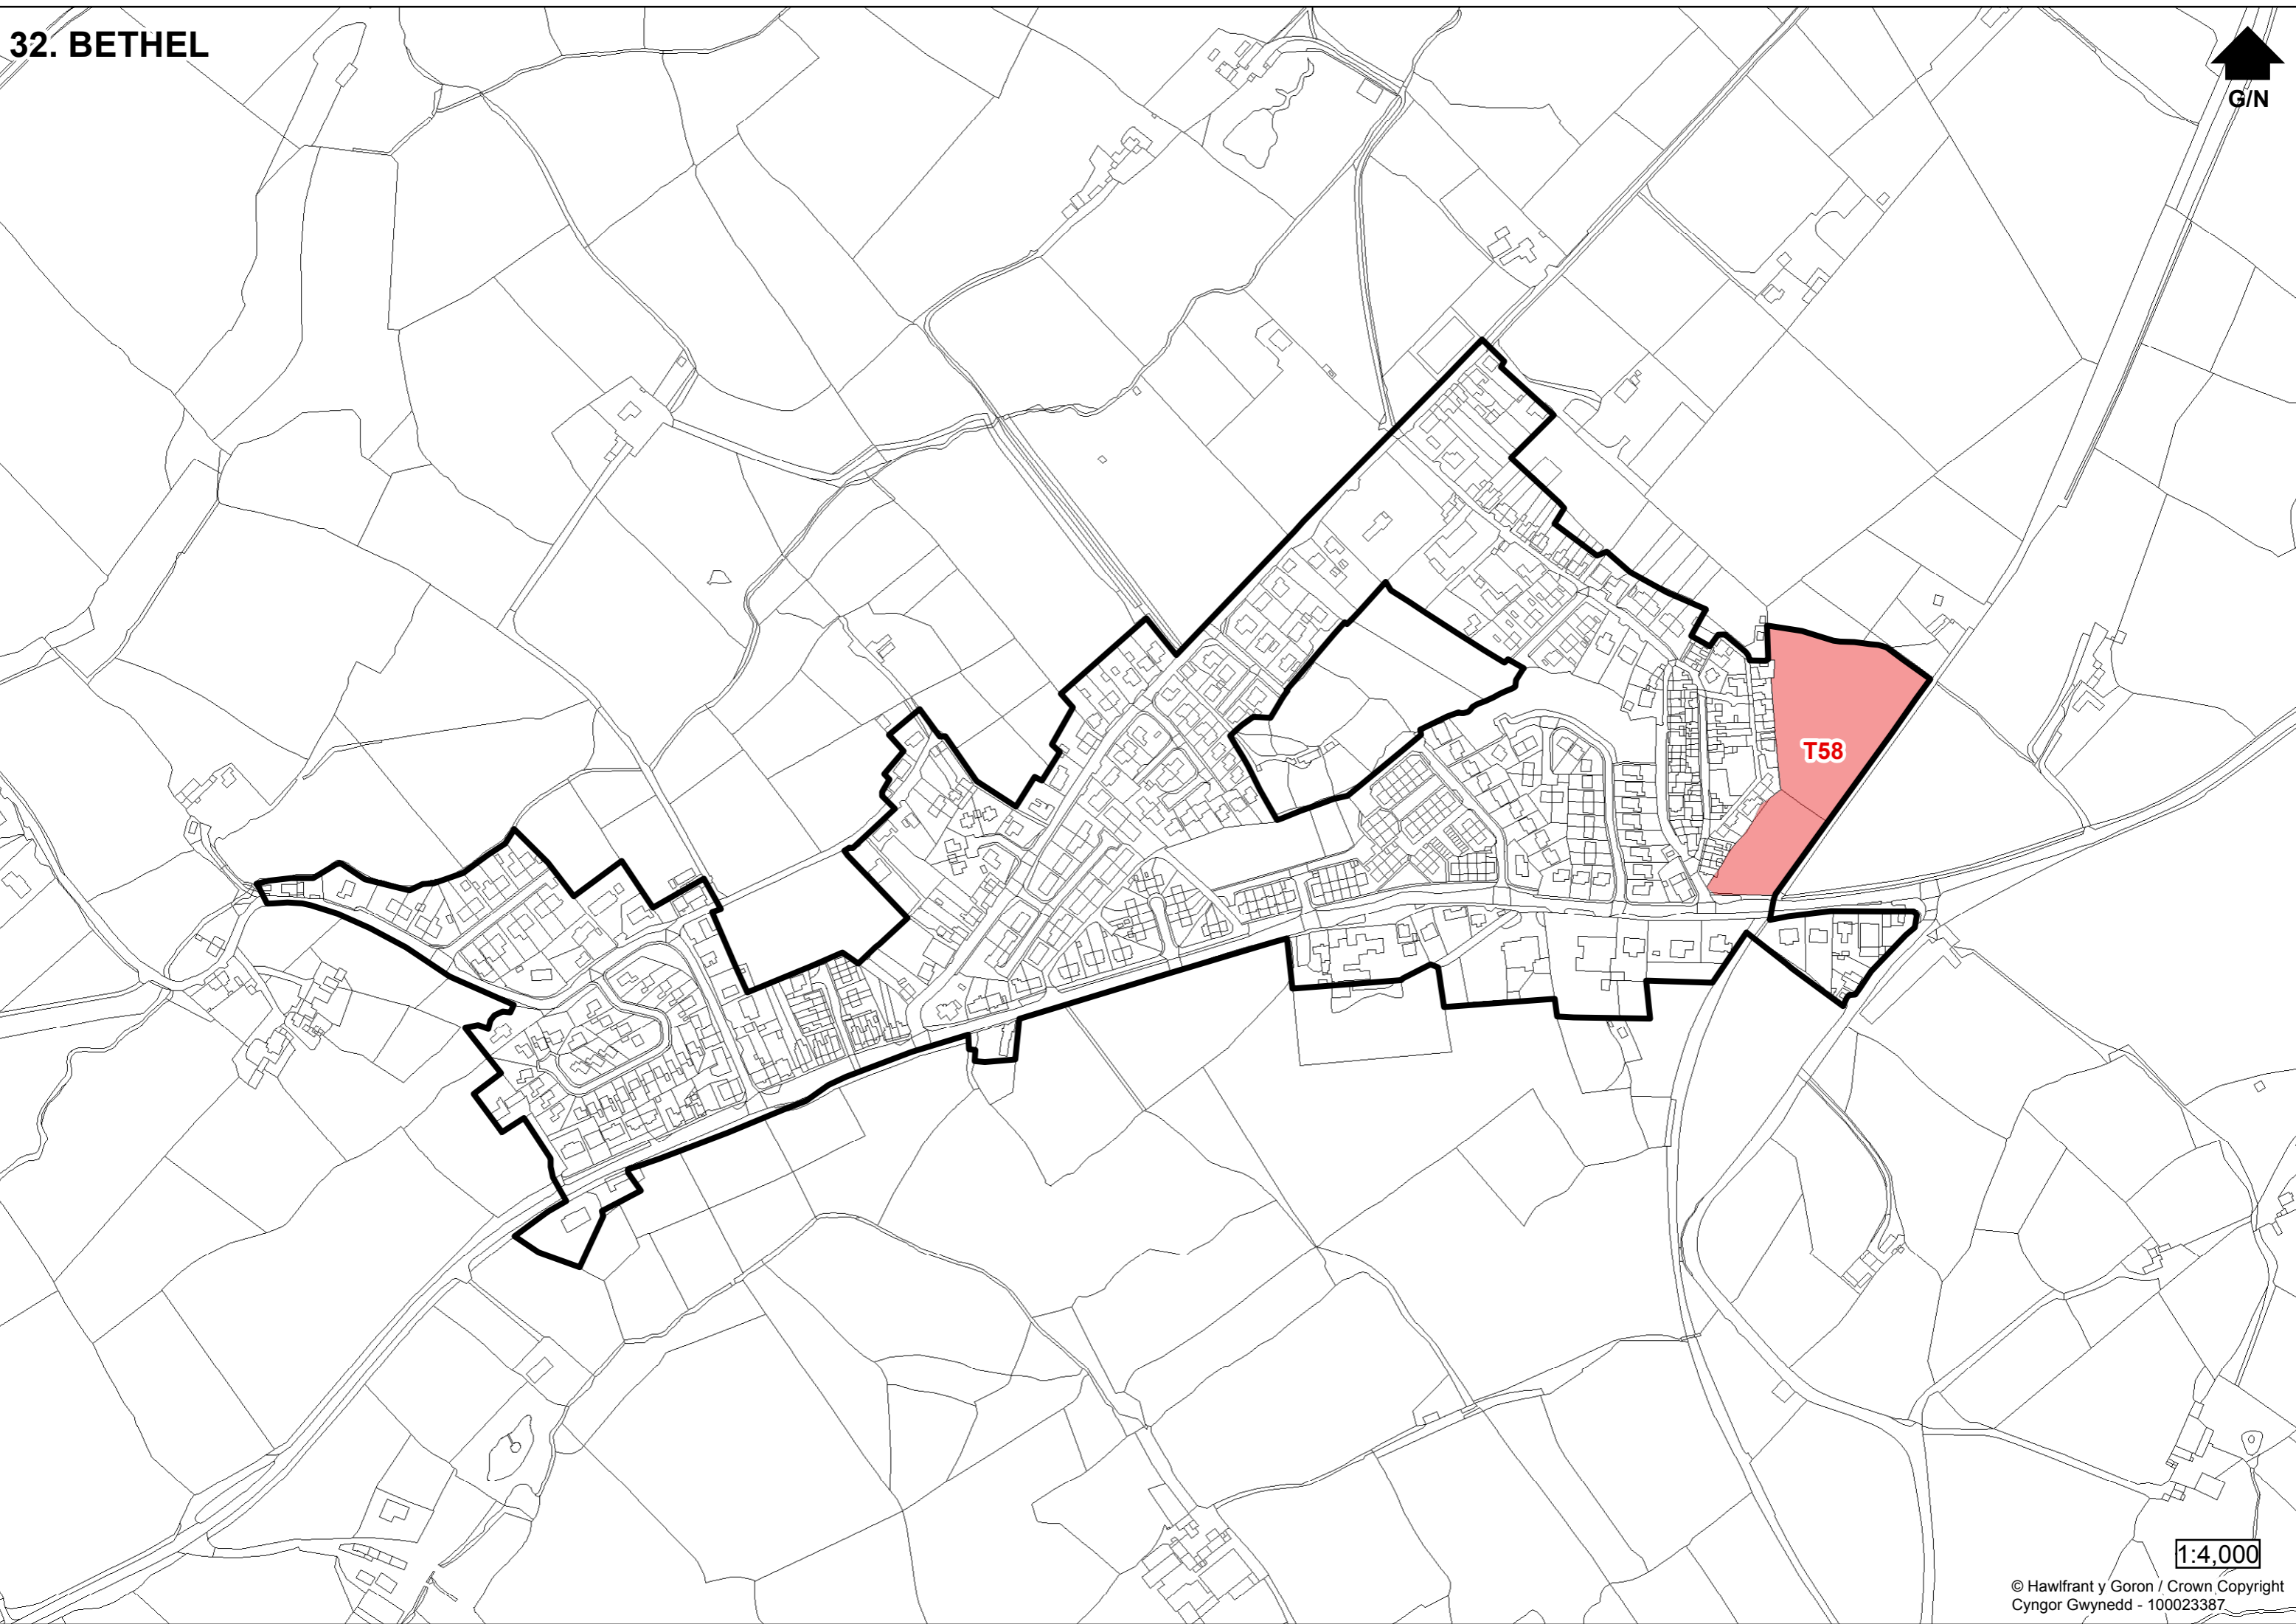 32. BETHEL
G/N
T58
1:4,000
© Hawlfraint y Goron / Crown Copyright
Cyngor Gwynedd - 100023387